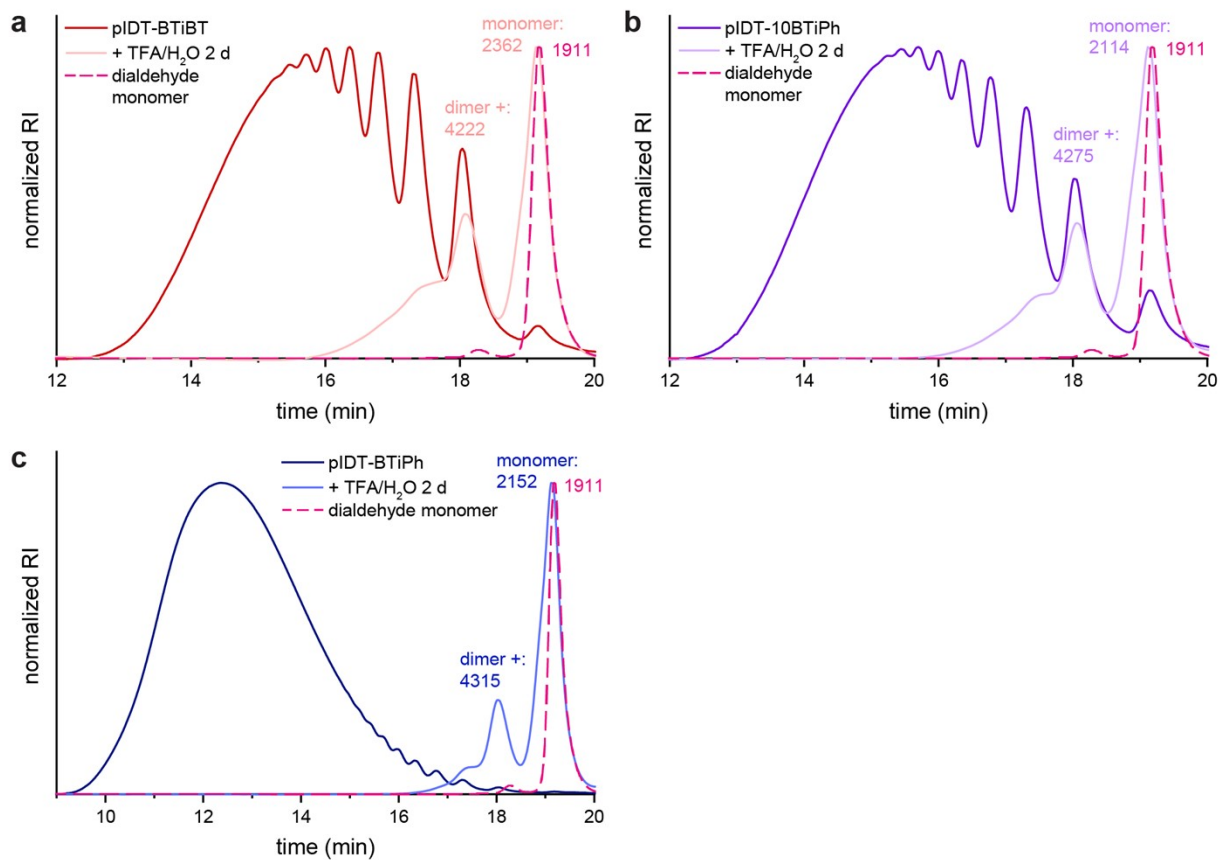 a
pIDT-BTiBT
+ TFA/H₂O 2 d
dialdehyde
monomer
monomer:
2362
1911
dimer +:
4222
normalized RI
12 14 16 18 20
time (min)
b
pIDT-10BTiPh
+ TFA/H₂O 2 d
dialdehyde
monomer
monomer:
2114
1911
dimer +:
4275
normalized RI
12 14 16 18 20
time (min)
c
pIDT-BTiPh
+ TFA/H₂O 2 d
dialdehyde monomer
monomer:
2152
1911
dimer +:
4315
normalized RI
10 12 14 16 18 20
time (min)